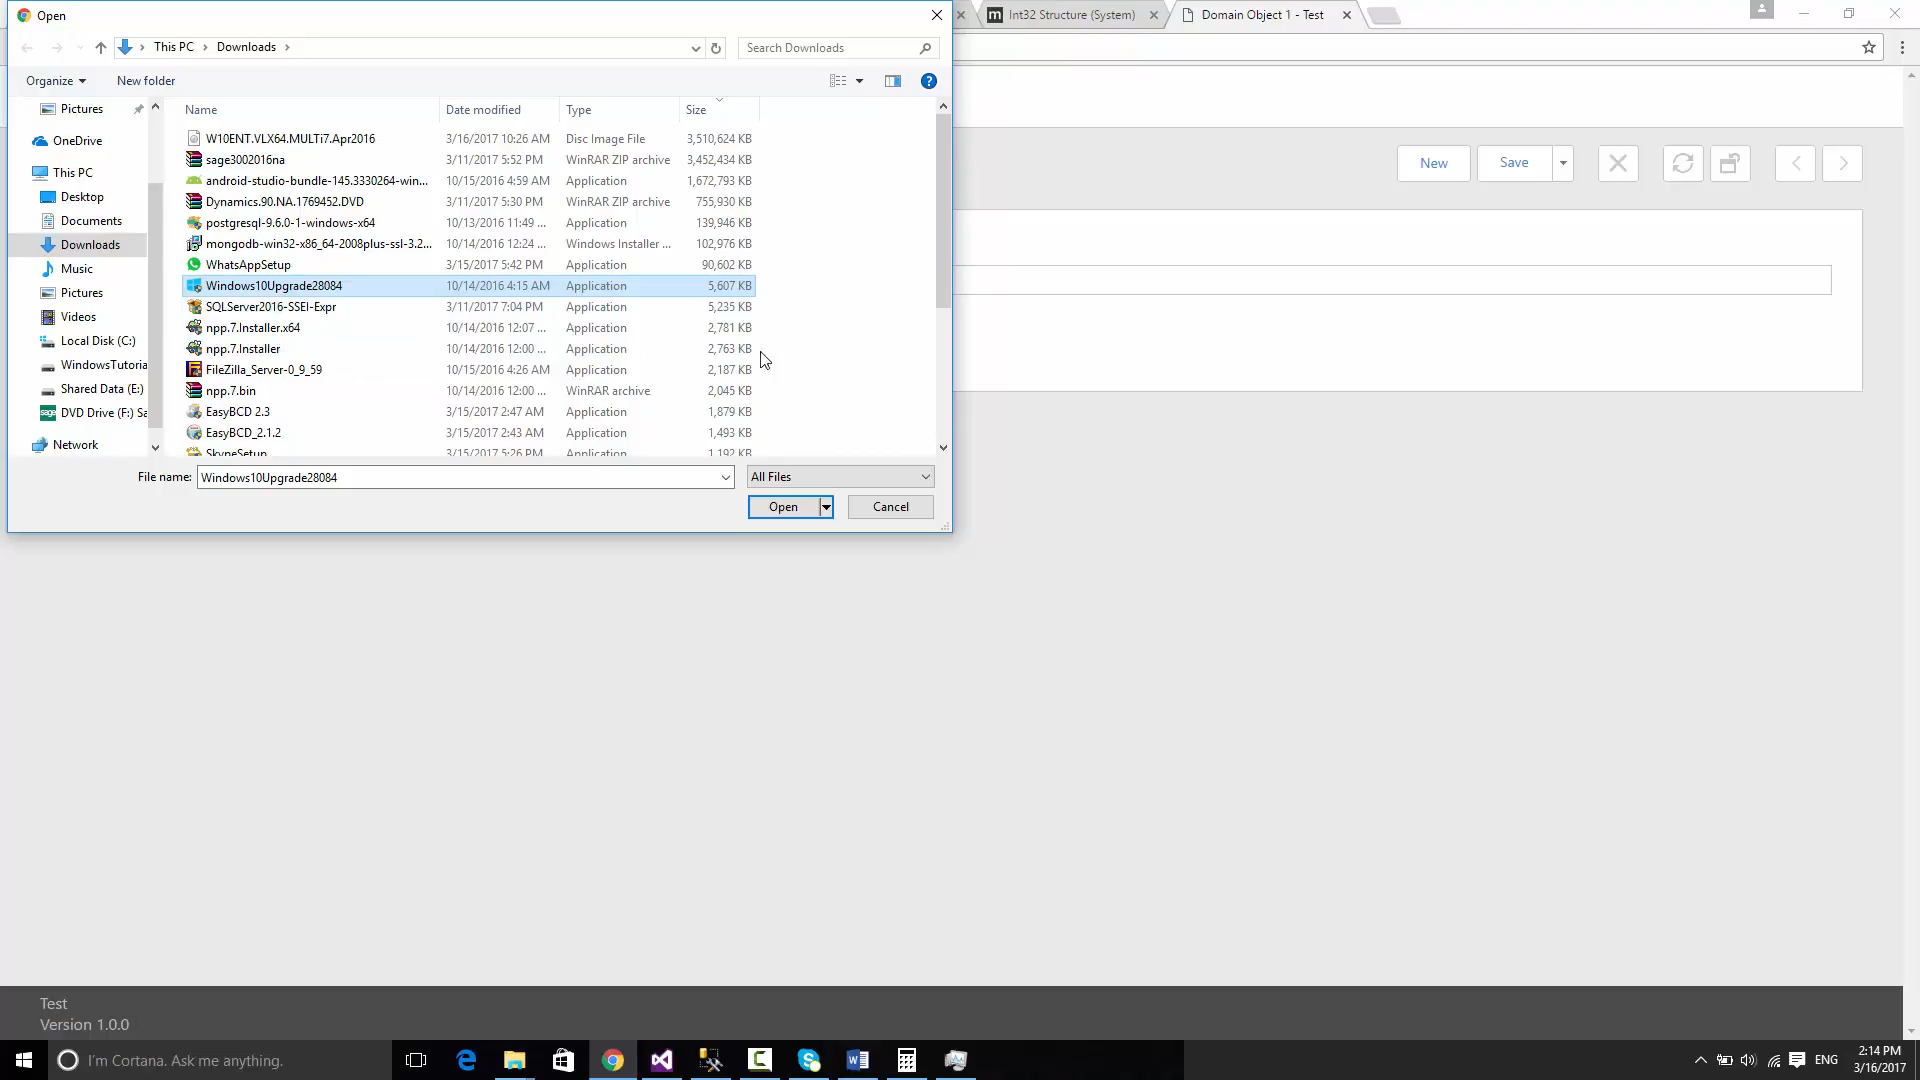 Open
Int32 Structure (System)
Domain Object 1 - Test
This PC
Downloads
Search Downloads
Organize
New folder
Pictures
OneDrive
This PC
Desktop
Documents
Downloads
Music
Pictures
Videos
Local Disk (C:)
WindowsTutoria
Shared Data (E:)
DVD Drive (F:) Sa
Network
Name Date modified Type Size
W10ENT.VLX64.MULTi7.Apr2016 3/16/2017 10:26 AM Disc Image File 3,510,624 KB
sage3002016na 3/11/2017 5:52 PM WinRAR ZIP archive 3,452,434 KB
android-studio-bundle-145.3330264-win... 10/15/2016 4:59 AM Application 1,672,793 KB
Dynamics.90.NA.1769452.DVD 3/11/2017 5:30 PM WinRAR ZIP archive 755,930 KB
postgresql-9.6.0-1-windows-x64 10/13/2016 11:49 ... Application 139,946 KB
mongodb-win32-x86_64-2008plus-ssl-3.2... 10/14/2016 12:24 ... Windows Installer ... 102,976 KB
WhatsAppSetup 3/15/2017 5:42 PM Application 90,602 KB
Windows10Upgrade28084 10/14/2016 4:15 AM Application 5,607 KB
SQLServer2016-SSEI-Expr 3/11/2017 7:04 PM Application 5,235 KB
npp.7.Installer.x64 10/14/2016 12:07 ... Application 2,781 KB
npp.7.Installer 10/14/2016 12:00 ... Application 2,763 KB
FileZilla_Server-0_9_59 10/15/2016 4:26 AM Application 2,187 KB
npp.7.bin 10/14/2016 12:00 ... WinRAR archive 2,045 KB
EasyBCD 2.3 3/15/2017 2:47 AM Application 1,879 KB
EasyBCD_2.1.2 3/15/2017 2:43 AM Application 1,493 KB
SkypeSetup 3/15/2017 5:26 PM Application 1,192 KB
File name: Windows10Upgrade28084
All Files
Open
Cancel
New
Save
Test
Version 1.0.0
I'm Cortana. Ask me anything.
ENG
2:14 PM
3/16/2017